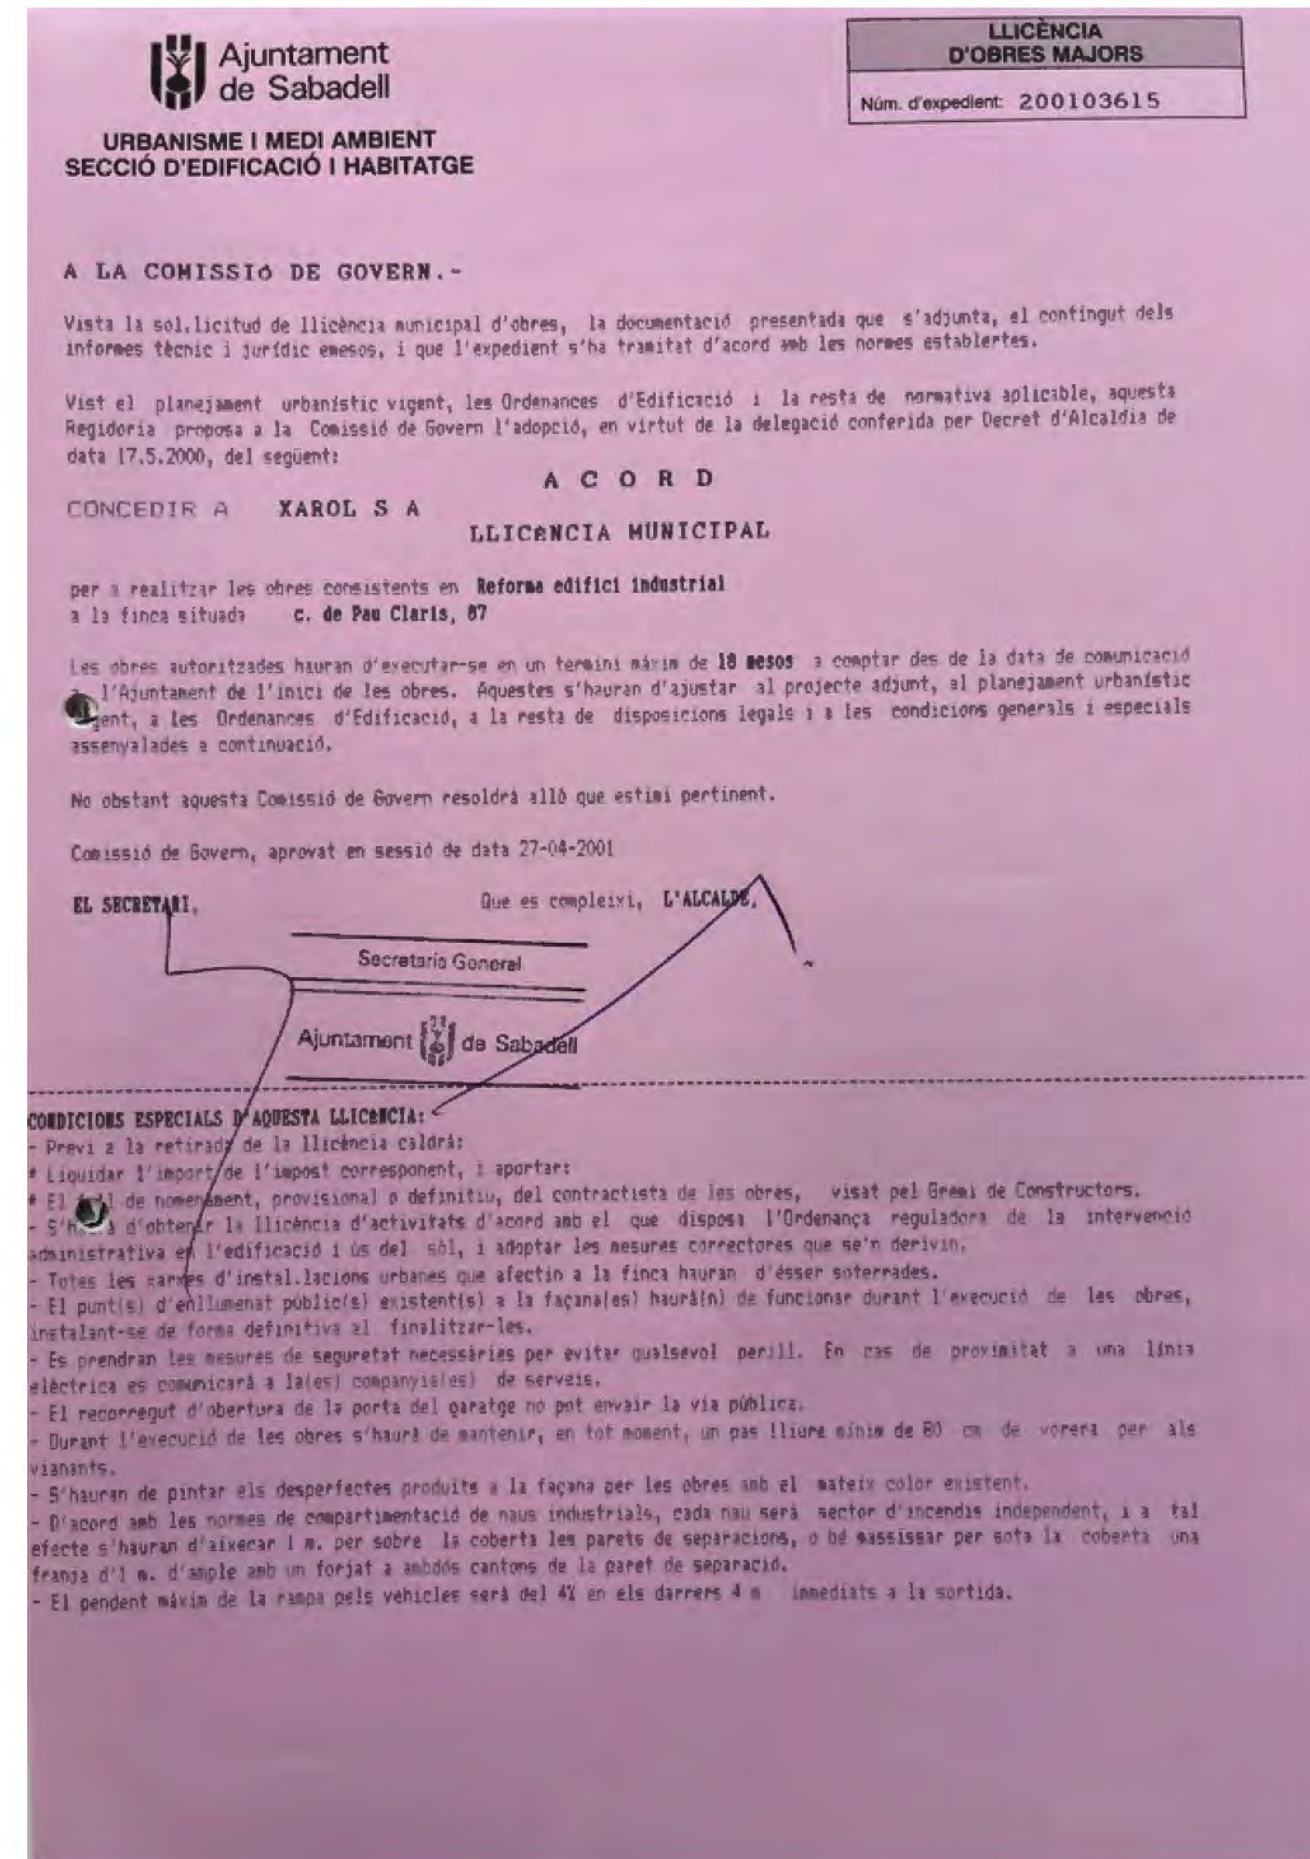 Ajuntament
de Sabadell
URBANISME I MEDI AMBIENT
SECCIÓ D'EDIFICACIÓ I HABITATGE
LLICÈNCIA
D'OBRES MAJORS
Núm. d'expedient: 200103615
A LA COMISSIó DE GOVERN.-
Vista la sol.licitud de llicència municipal d'obres, la documentació presentada que s'adjunta, el contingut dels
informes tècnic i jurídic emesos, i que l'expedient s'ha tramitat d'acord amb les normes establertes.
Vist el planejament urbanístic vigent, les Ordenances d'Edificació i la resta de normativa aplicable, aquesta
Regidoria proposa a la Comissió de Govern l'adopció, en virtut de la delegació conferida per Decret d'Alcaldia de
data 17.5.2000, del següent:
A C O R D
CONCEDIR A XAROL S A
LLICèNCIA MUNICIPAL
per a realitzar les obres consistents en Reforma edifici industrial
a la finca situada c. de Pau Claris, 87
Les obres autoritzades hauran d'executar-se en un termini màxim de 18 mesos a comptar des de la data de comunicació
l'Ajuntament de l'inici de les obres. Aquestes s'hauran d'ajustar al projecte adjunt, al planejament urbanístic
gent, a les Ordenances d'Edificació, a la resta de disposicions legals i a les condicions generals i especials
assenyalades a continuació.
No obstant aquesta Comissió de Govern resoldrà allò que estimi pertinent.
Comissió de Govern, aprovat en sessió de data 27-04-2001
EL SECRETARI, Que es compleixi, L'ALCALDE,
Secretaria General
Ajuntament de Sabadell
CONDICIONS ESPECIALS D'AQUESTA LLICèNCIA:
- Previ a la retirada de la llicència caldrà:
* Liquidar l'import de l'impost corresponent, i aportar:
* El de nomenament, provisional o definitiu, del contractista de les obres, visat pel Gremi de Constructors.
- S'h à d'obtenir la llicència d'activitats d'acord amb el que disposa l'Ordenança reguladora de la intervenció
administrativa en l'edificació i ús del sòl, i adoptar les mesures correctores que se'n derivin.
- Totes les xarxes d'instal.lacions urbanes que afectin a la finca hauran d'ésser soterrades.
- El punt(s) d'enllumenat públic(s) existent(s) a la façana(es) haurà(n) de funcionar durant l'execució de les obres,
instalant-se de forma definitiva al finalitzar-les.
- Es prendran les mesures de seguretat necessàries per evitar qualsevol perill. En cas de proximitat a una línia
elèctrica es comunicarà a la(es) companyia(es) de serveis.
- El recorregut d'obertura de la porta del garatge no pot envair la via pública.
- Durant l'execució de les obres s'haurà de mantenir, en tot moment, un pas lliure mínim de 80 cm de vorera per als
vianants.
- S'hauran de pintar els desperfectes produits a la façana per les obres amb el mateix color existent.
- D'acord amb les normes de compartimentació de naus industrials, cada nau serà sector d'incendis independent, i a tal
efecte s'hauran d'aixecar 1 m. per sobre la coberta les parets de separacions, o bé massissar per sota la coberta una
franja d'1 m. d'ample amb un forjat a ambdós cantons de la paret de separació.
- El pendent màxim de la rampa pels vehicles serà del 4% en els darrers 4 m inmediats a la sortida.